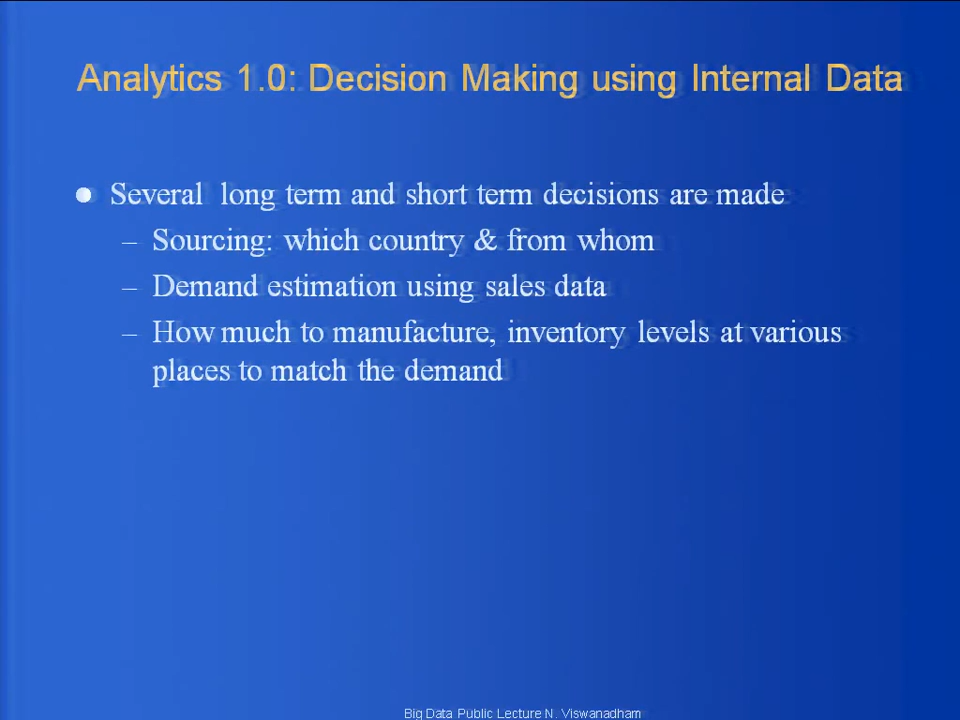 Analytics 1.0: Decision Making using Internal Data
● Several long term and short term decisions are made
– Sourcing: which country & from whom
– Demand estimation using sales data
– How much to manufacture, inventory levels at various
places to match the demand
Big Data Public Lecture N. Viswanadham